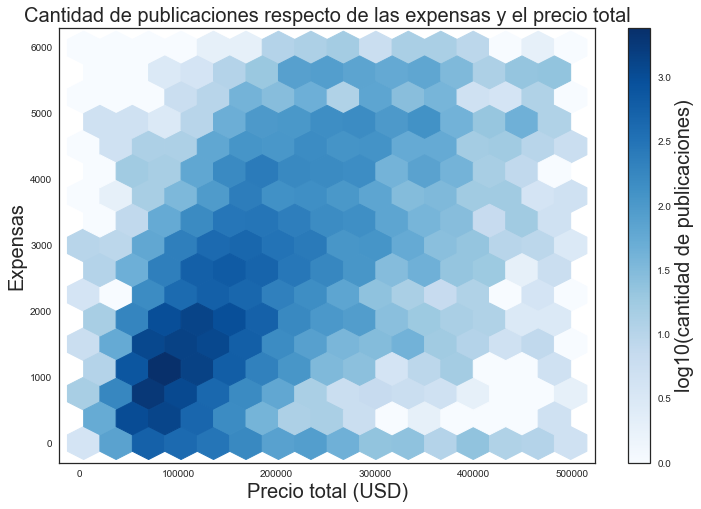 Cantidad de publicaciones respecto de las expensas y el precio total
6000
5000
4000
3000
2000
1000
0
Expensas
0 100000 200000 300000 400000 500000
Precio total (USD)
3.0
2.5
2.0
1.5
1.0
0.5
0.0
log10(cantidad de publicaciones)